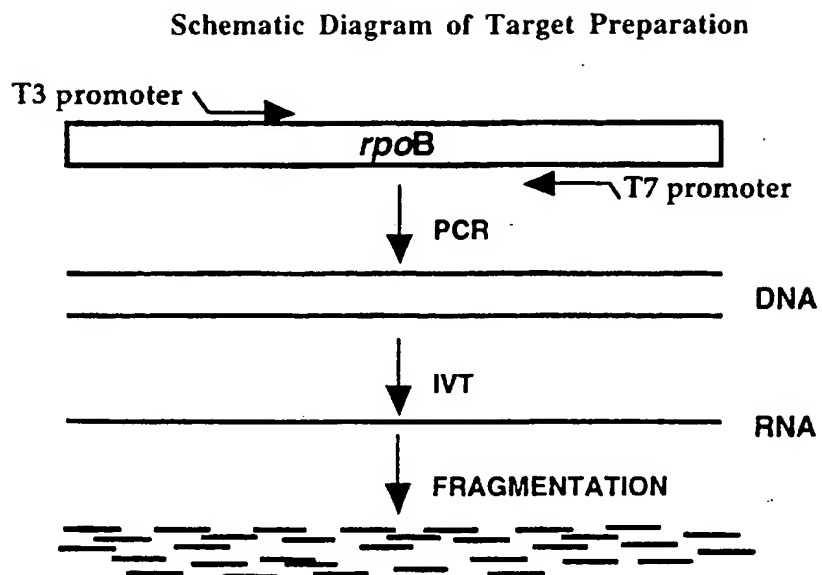 Schematic Diagram of Target Preparation
T3 promoter
rpoB
T7 promoter
PCR
DNA
IVT
RNA
FRAGMENTATION